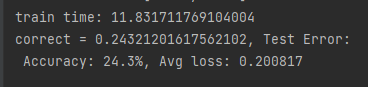 train time: 11.831711769104004
correct = 0.24321201617562102, Test Error:
 Accuracy: 24.3%, Avg loss: 0.200817